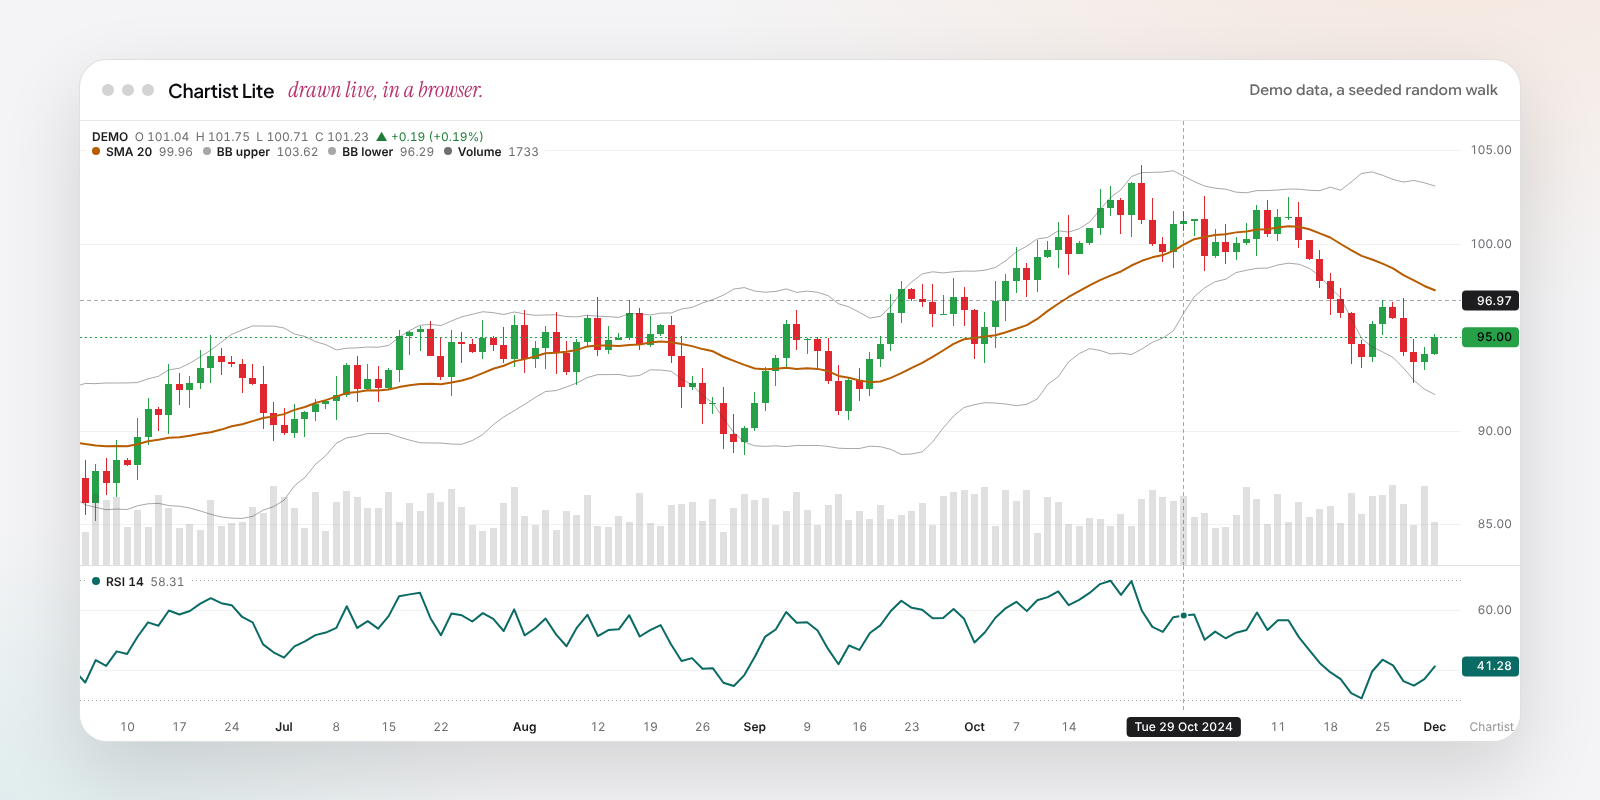 Chartist Lite drawn live, in a browser. Demo data, a seeded random walk
DEMO O 101.04 H 101.75 L 100.71 C 101.23 ▲ +0.19 (+0.19%)
SMA 20 99.96 BB upper 103.62 BB lower 96.29 Volume 1733
105.00
100.00
96.97
95.00
90.00
85.00
RSI 14 58.31
60.00
41.28
10 17 24 Jul 8 15 22 Aug 12 19 26 Sep 9 16 23 Oct 7 14 Tue 29 Oct 2024 11 18 25 Dec Chartist